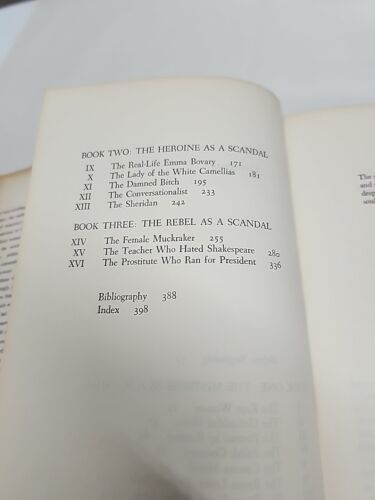 BOOK TWO: THE HEROINE AS A SCANDAL
IX The Real-Life Emma Bovary 171
X The Lady of the White Camellias 181
XI The Damned Bitch 195
XII The Conversationalist 233
XIII The Sheridan 242
BOOK THREE: THE REBEL AS A SCANDAL
XIV The Female Muckraker 255
XV The Teacher Who Hated Shakespeare 280
XVI The Prostitute Who Ran for President 336
Bibliography 388
Index 398